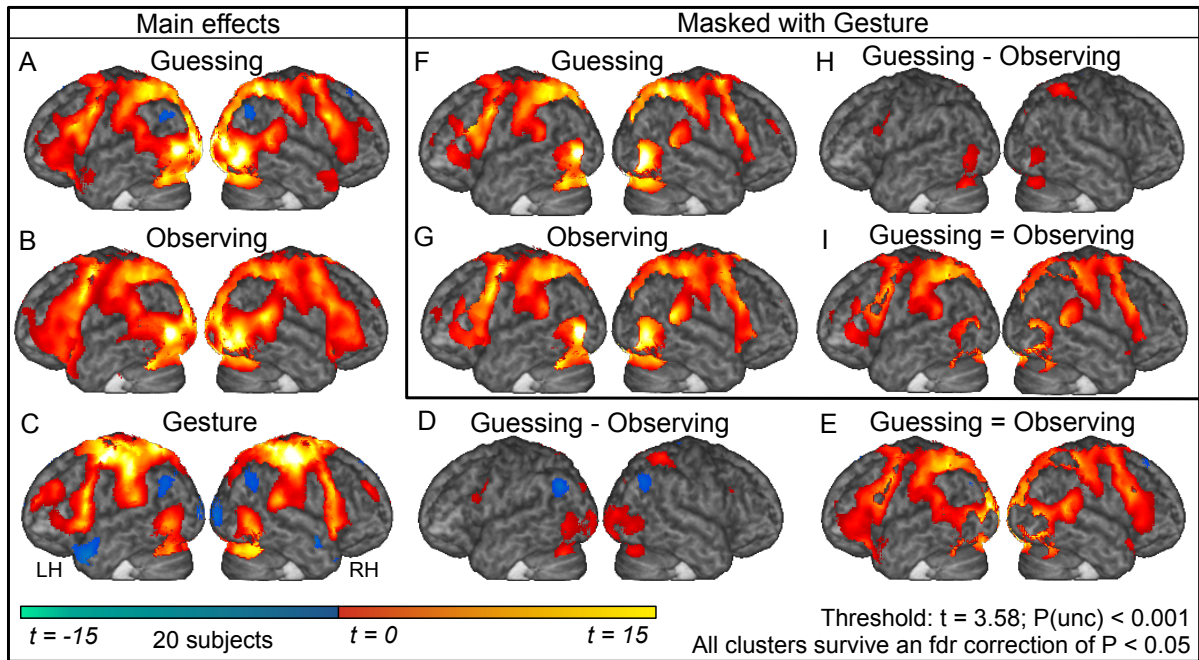 Main effects
Masked with Gesture
A
Guessing
F
Guessing
H
Guessing - Observing
B
Observing
G
Observing
I
Guessing = Observing
C
Gesture
D
Guessing - Observing
E
Guessing = Observing
LH
RH
t = -15
20 subjects
t = 0
t = 15
Threshold: t = 3.58; P(unc) < 0.001
All clusters survive an fdr correction of P < 0.05